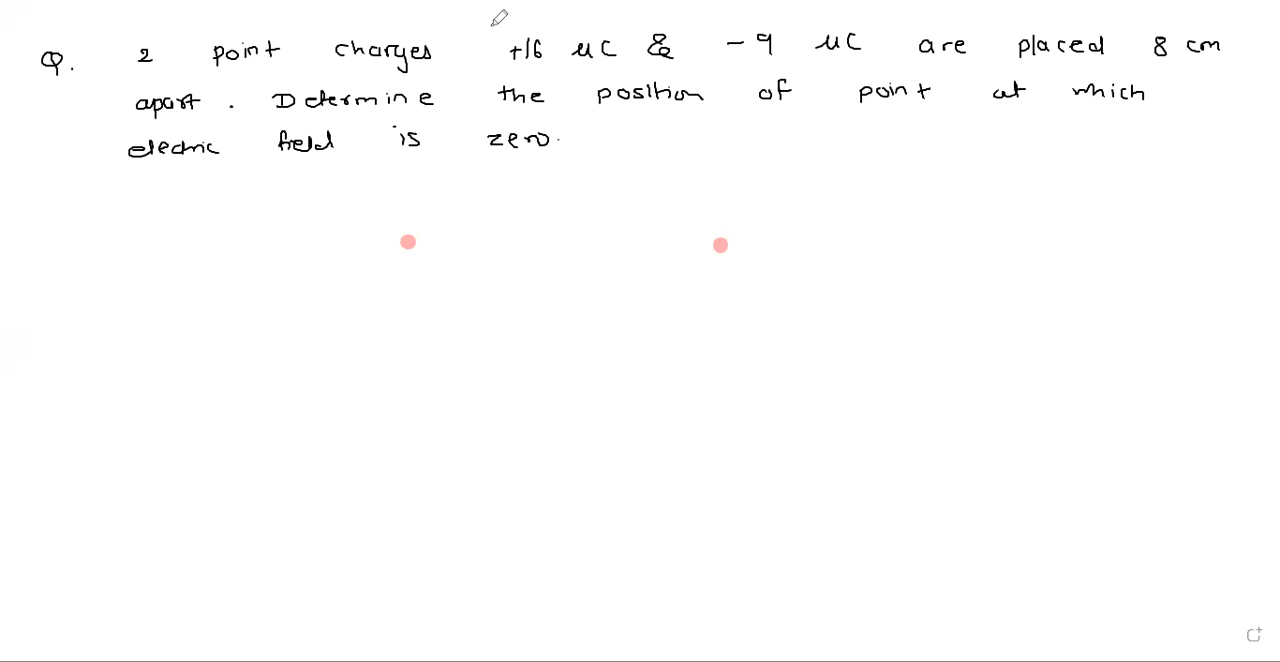 Q. 2 point charges +16 μC & - 9 μC are placed 8 cm
apart. Determine the position of point at which
electric field is zero.